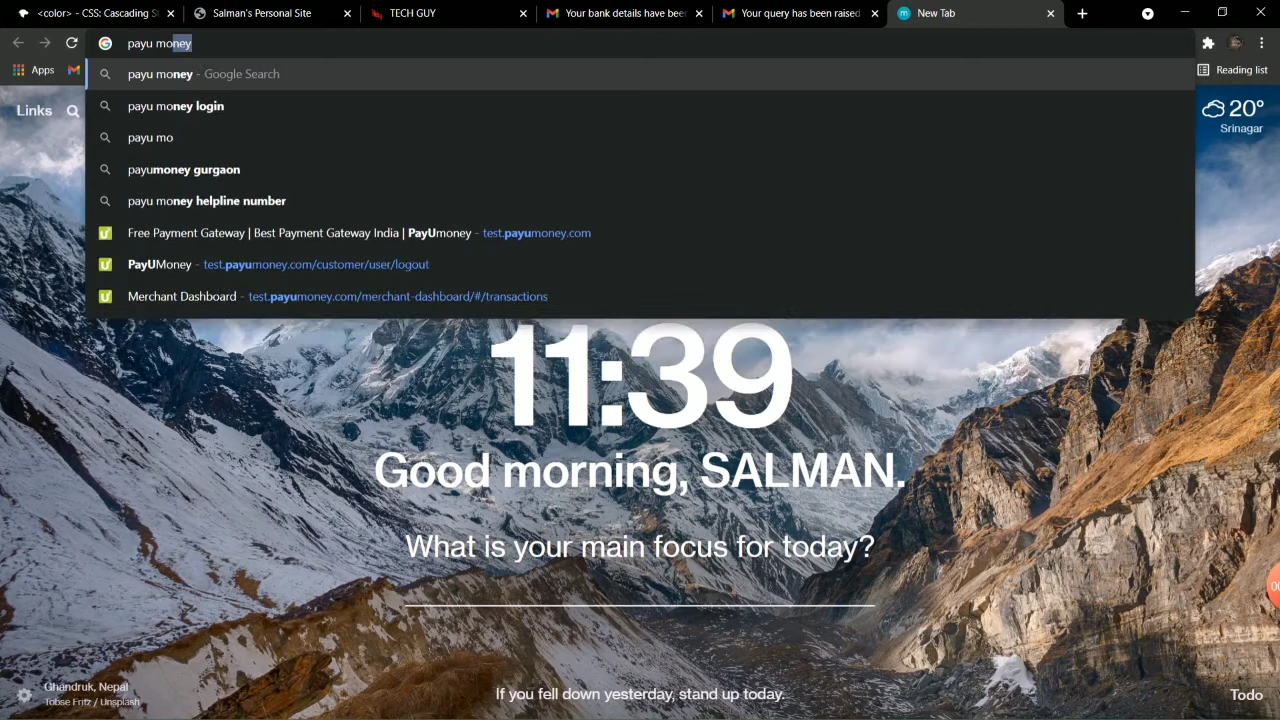 <color> - CSS: Cascading St
Salman's Personal Site
TECH GUY
Your bank details have been
Your query has been raised
New Tab
payu money
Apps
Reading list
payu money - Google Search
payu money login
payu mo
payumoney gurgaon
payu money helpline number
Free Payment Gateway | Best Payment Gateway India | PayUmoney - test.payumoney.com
PayUMoney - test.payumoney.com/customer/user/logout
Merchant Dashboard - test.payumoney.com/merchant-dashboard/#/transactions
Links
20°
Srinagar
11:39
Good morning, SALMAN.
What is your main focus for today?
Ghandruk, Nepal
Tobse Fritz / Unsplash
If you fell down yesterday, stand up today.
Todo